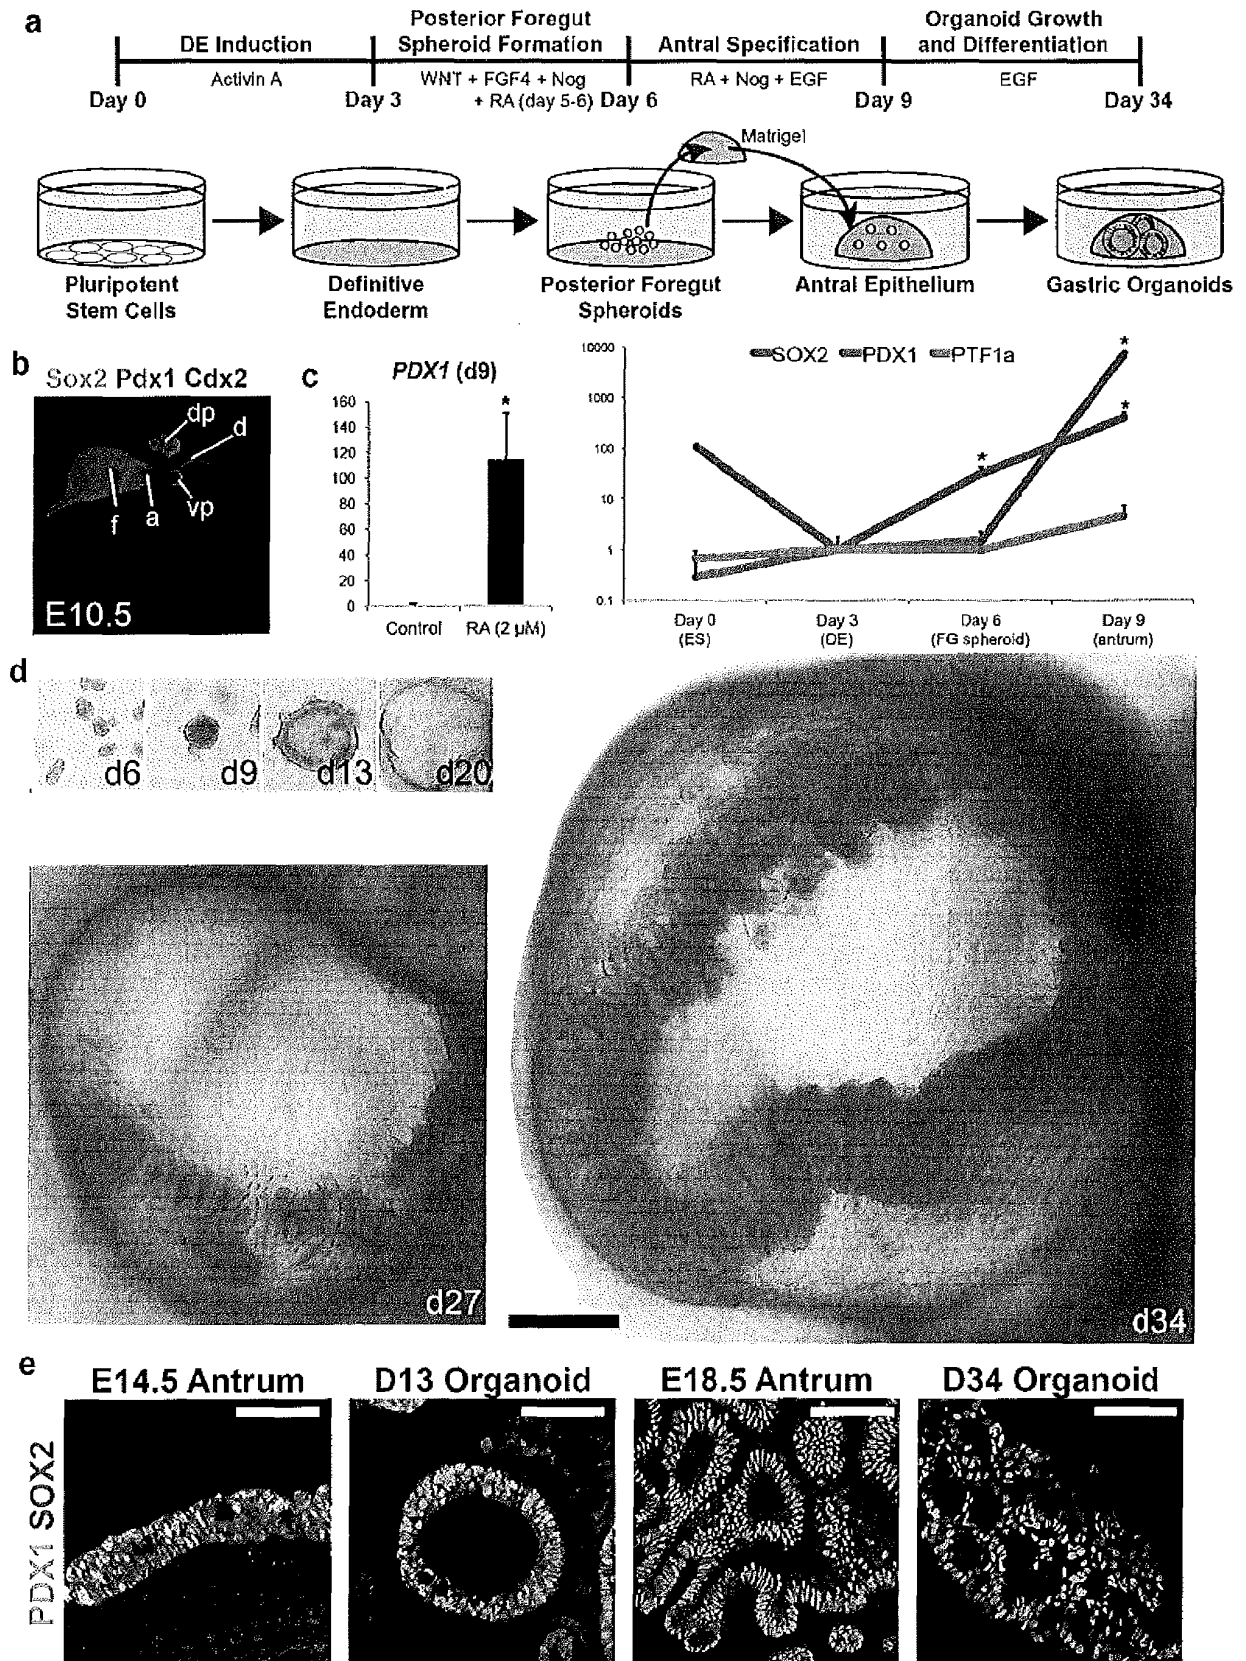 a
DE Induction
Posterior Foregut
Spheroid Formation
Antral Specification
Organoid Growth
and Differentiation
Activin A
WNT + FGF4 + Nog
+ RA (day 5-6)
RA + Nog + EGF
EGF
Day 0
Day 3
Day 6
Day 9
Day 34
Matrigel
Pluripotent
Stem Cells
Definitive
Endoderm
Posterior Foregut
Spheroids
Antral Epithelium
Gastric Organoids
b
Sox2 Pdx1 Cdx2
dp
d
f
a
vp
E10.5
c
PDX1 (d9)
160
140
120
100
80
60
40
20
0
*
Control
RA (2 µM)
SOX2
PDX1
PTF1a
10000
1000
100
10
1
0.1
*
*
*
Day 0
(ES)
Day 3
(DE)
Day 6
(FG spheroid)
Day 9
(antrum)
d
d6
d9
d13
d20
d27
d34
e
E14.5 Antrum
D13 Organoid
E18.5 Antrum
D34 Organoid
PDX1 SOX2